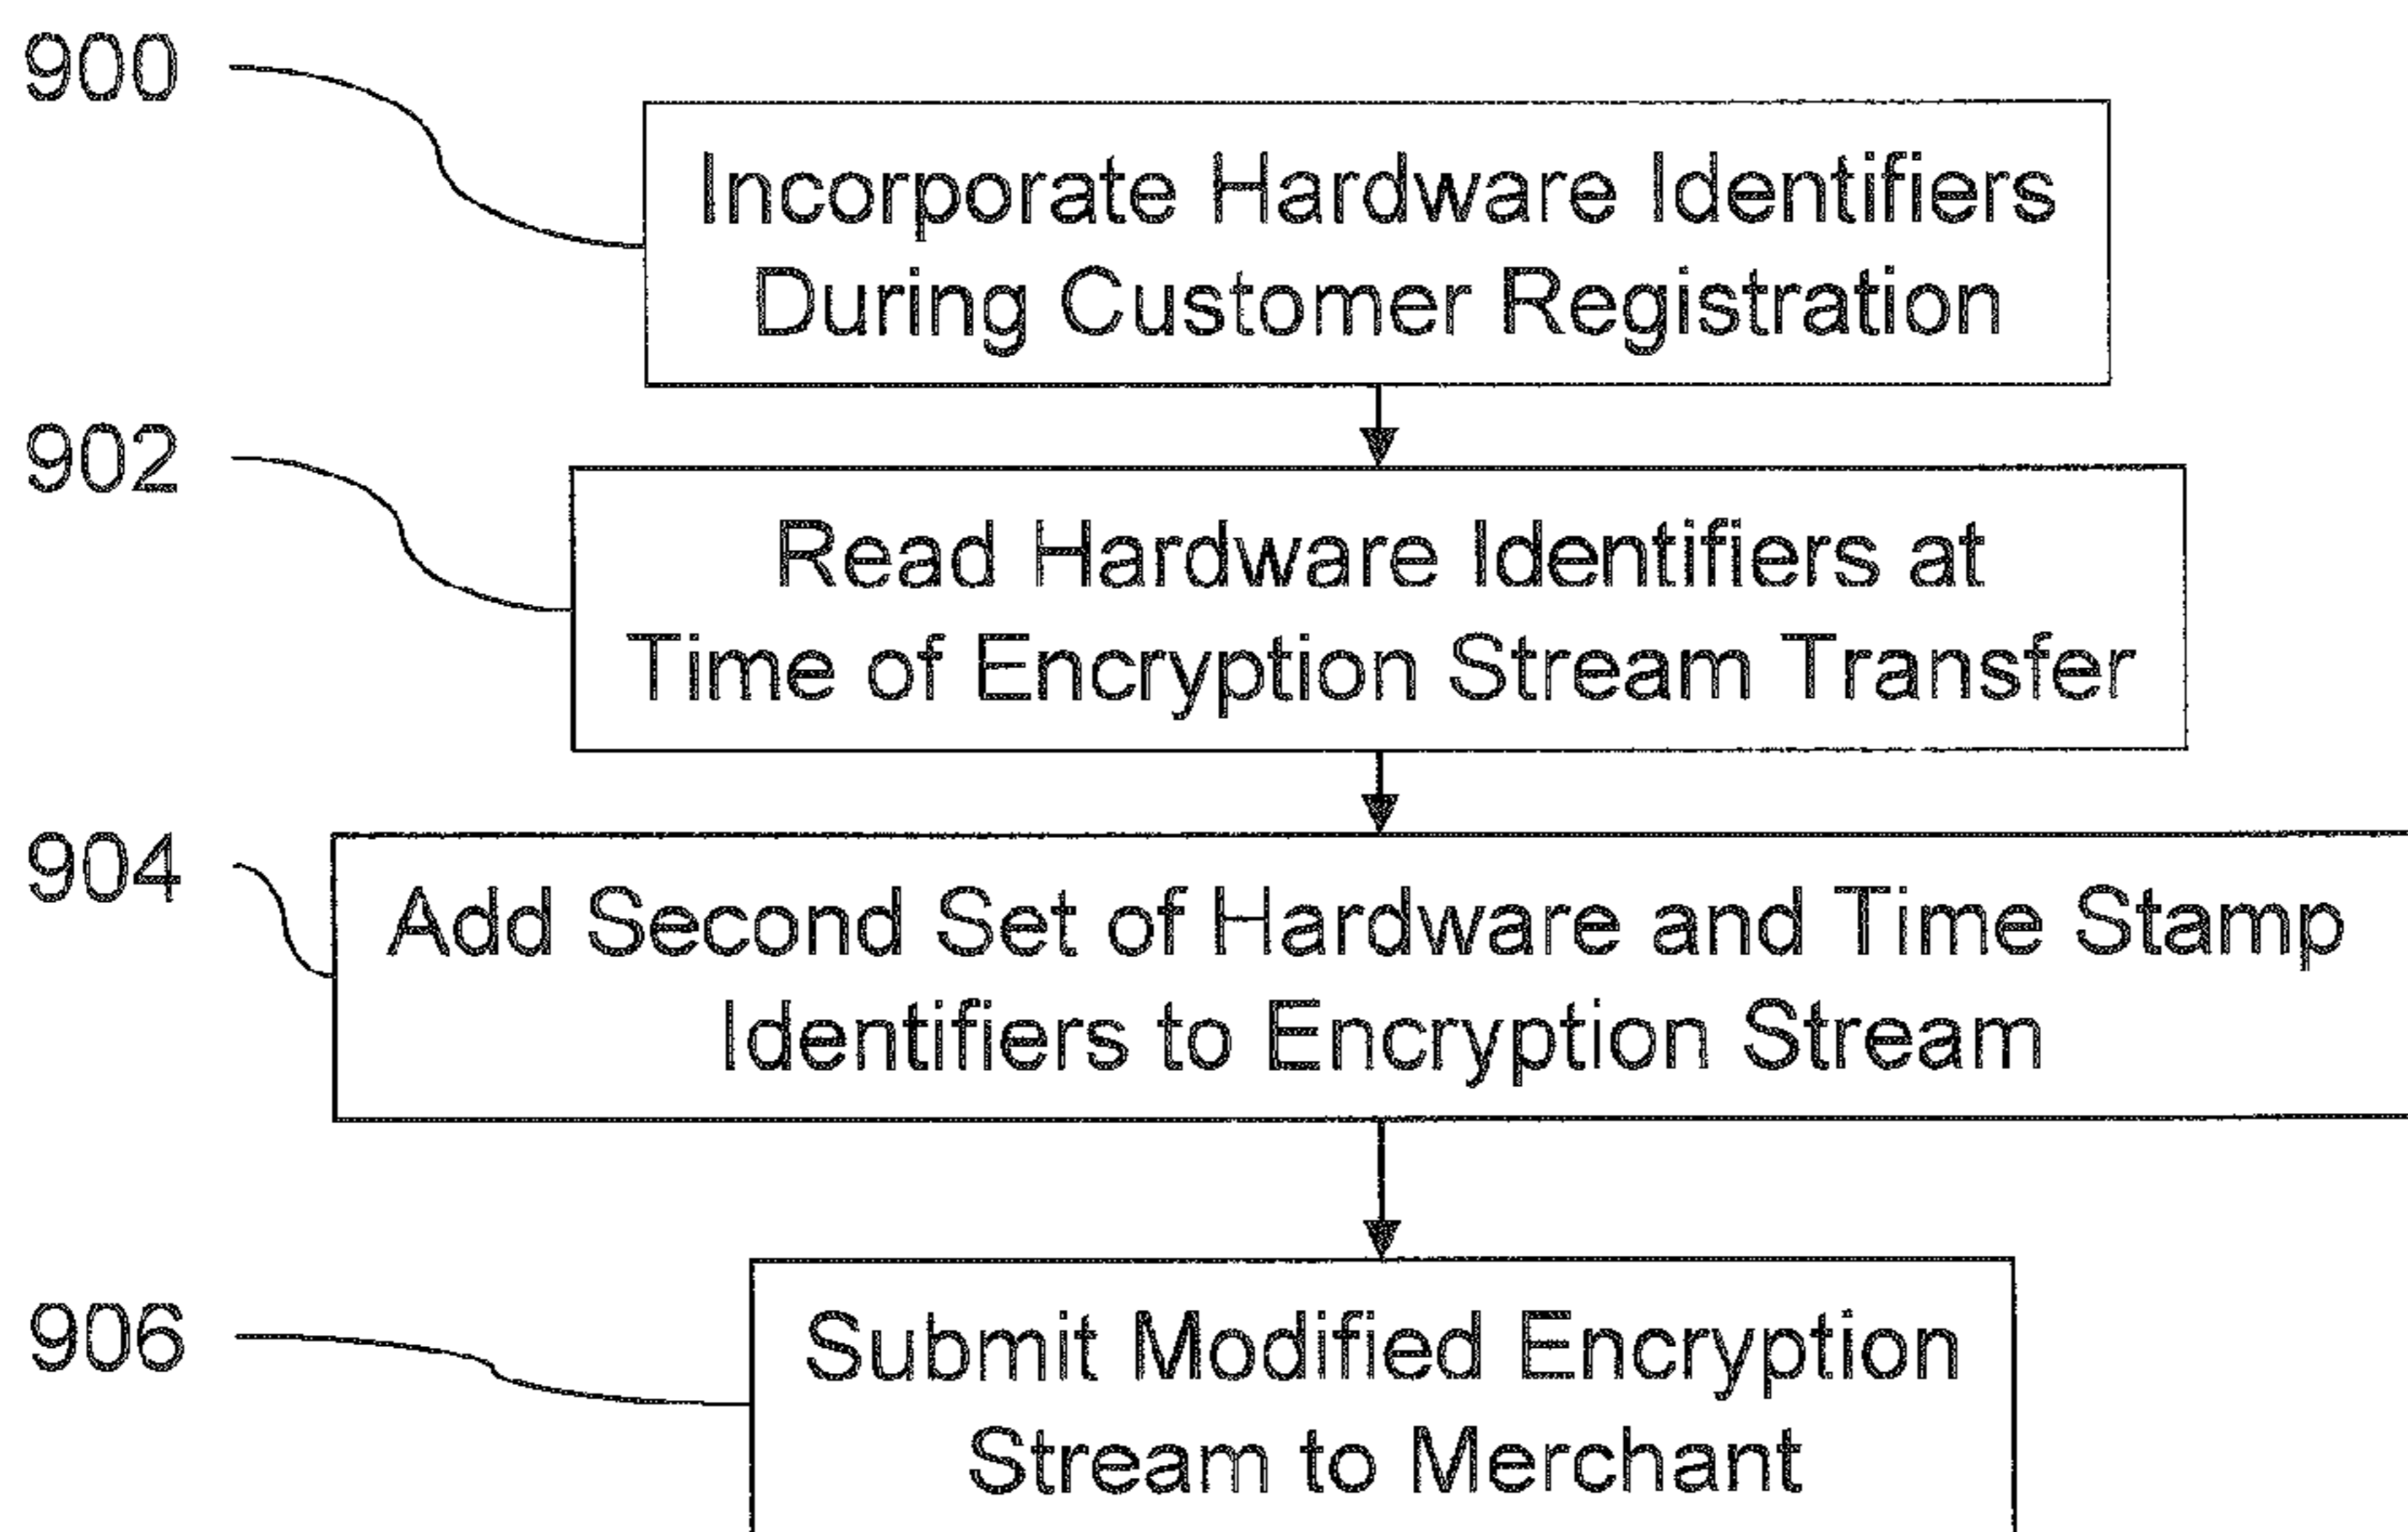 900
Incorporate Hardware Identifiers
During Customer Registration
902
Read Hardware Identifiers at
Time of Encryption Stream Transfer
904
Add Second Set of Hardware and Time Stamp
Identifiers to Encryption Stream
906
Submit Modified Encryption
Stream to Merchant